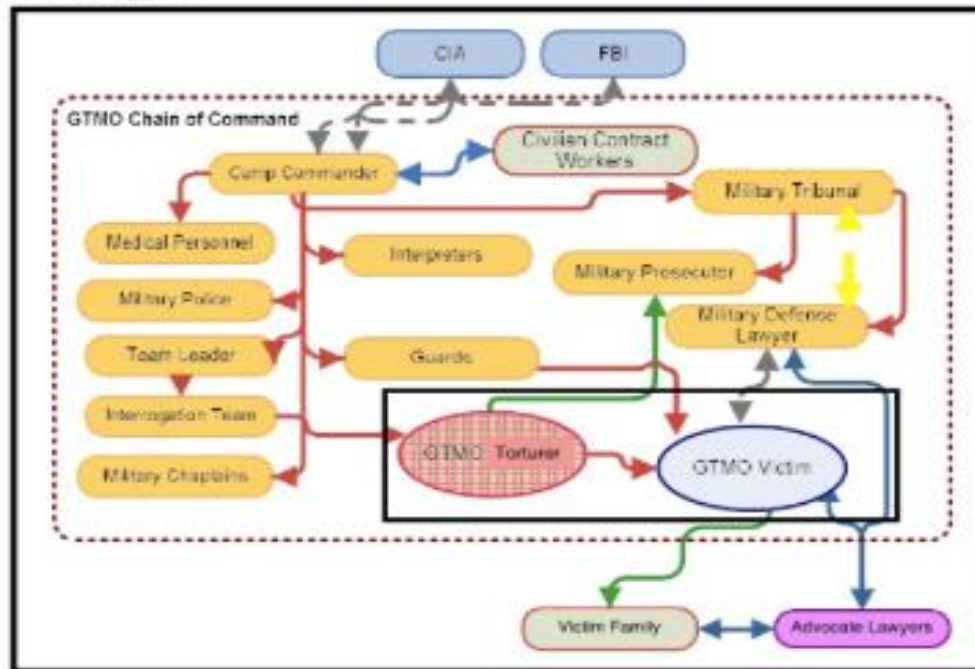 CIA
FBI
GTMO Chain of Command
Civilian Contract
Workers
Camp Commander
Military Tribunal
Medical Personnel
Interpreters
Military Prosecutor
Military Police
Military Defense
Lawyer
Team Leader
Guards
Interrogation Team
GTMO Torturer
GTMO Victim
Military Chaplains
Victim Family
Advocate Lawyers